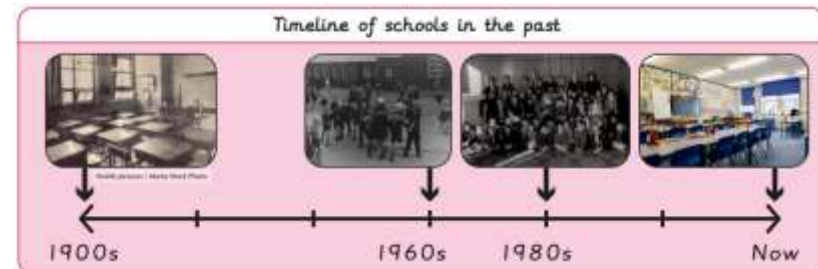 Timeline of schools in the past
1900s
1960s
1980s
Now